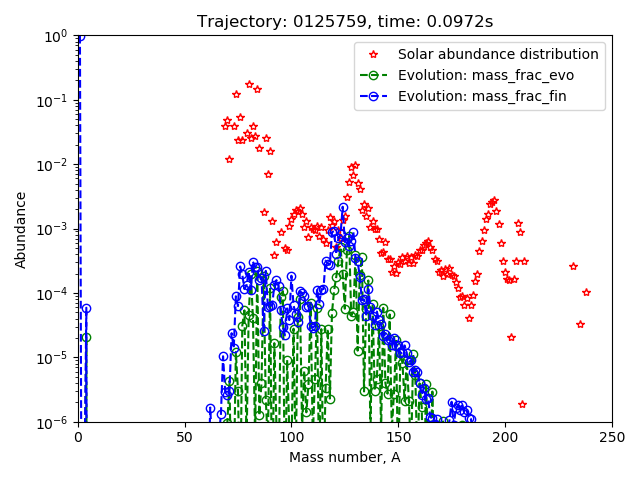 Trajectory: 0125759, time: 0.0972s
Solar abundance distribution
Evolution: mass_frac_evo
Evolution: mass_frac_fin
Abundance
10^0
10^-1
10^-2
10^-3
10^-4
10^-5
10^-6
0 50 100 150 200 250
Mass number, A